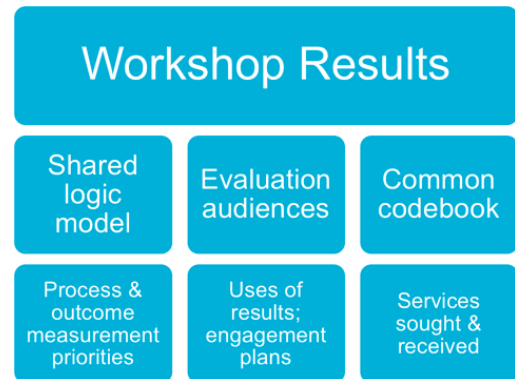 Workshop Results
Shared
logic
model
Evaluation
audiences
Common
codebook
Process &
outcome
measurement
priorities
Uses of
results;
engagement
plans
Services
sought &
received